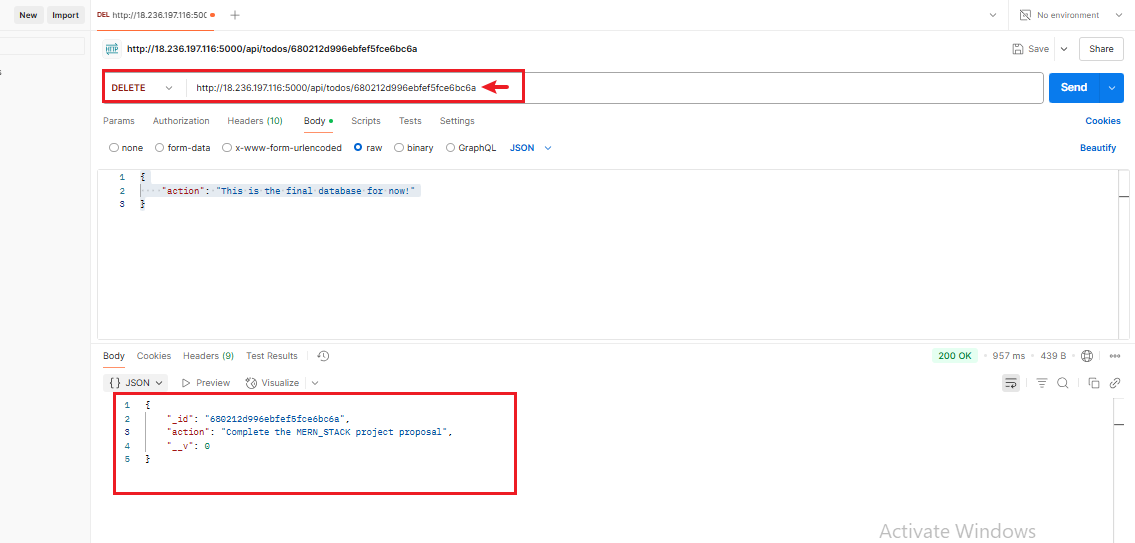 New Import DEL http://18.236.197.116:500 + No environment
HTTP http://18.236.197.116:5000/api/todos/680212d996ebfef5fce6bc6a Save Share
s
DELETE http://18.236.197.116:5000/api/todos/680212d996ebfef5fce6bc6a Send
Params Authorization Headers (10) Body Scripts Tests Settings Cookies
none form-data x-www-form-urlencoded raw binary GraphQL JSON Beautify
1 {
2 "action": "This is the final database for now!"
3 }
Body Cookies Headers (9) Test Results 200 OK 957 ms 439 B
{} JSON Preview Visualize
1 {
2 "_id": "680212d996ebfef5fce6bc6a",
3 "action": "Complete the MERN_STACK project proposal",
4 "__v": 0
5 }
Activate Windows